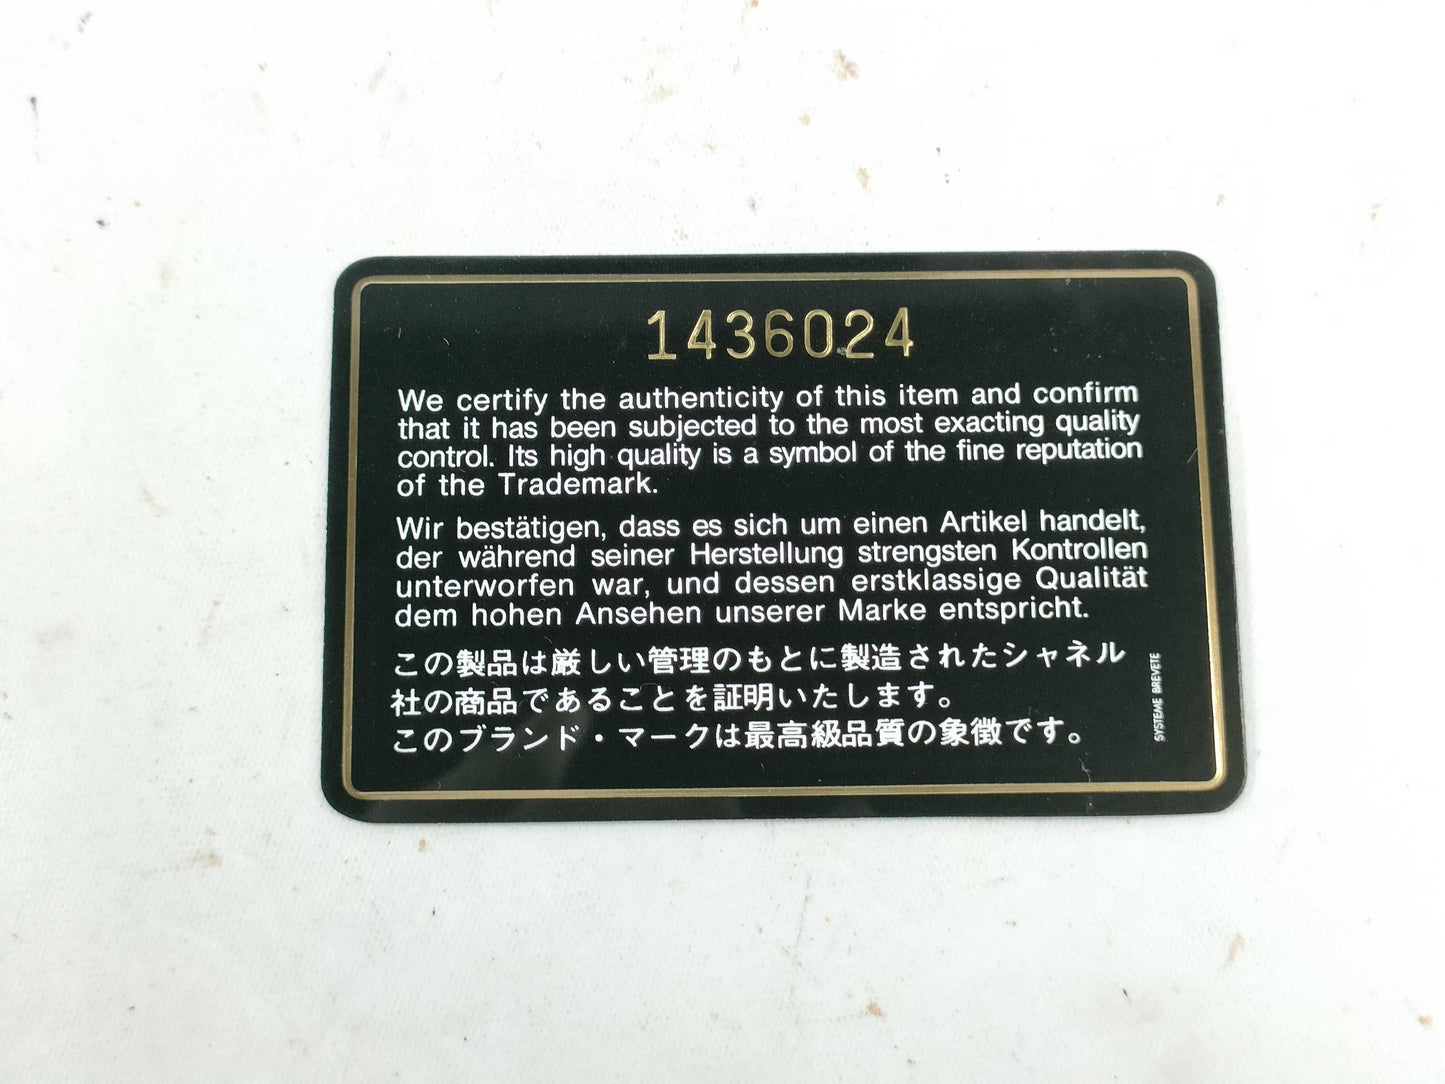 1436024
We certify the authenticity of this item and confirm
that it has been subjected to the most exacting quality
control. Its high quality is a symbol of the fine reputation
of the Trademark.
Wir bestätigen, dass es sich um einen Artikel handelt,
der während seiner Herstellung strengsten Kontrollen
unterworfen war, und dessen erstklassige Qualität
dem hohen Ansehen unserer Marke entspricht.
この製品は厳しい管理のもとに製造されたシャネル
社の商品であることを証明いたします。
このブランド・マークは最高級品質の象徴です。
SYSTEME BREVETE